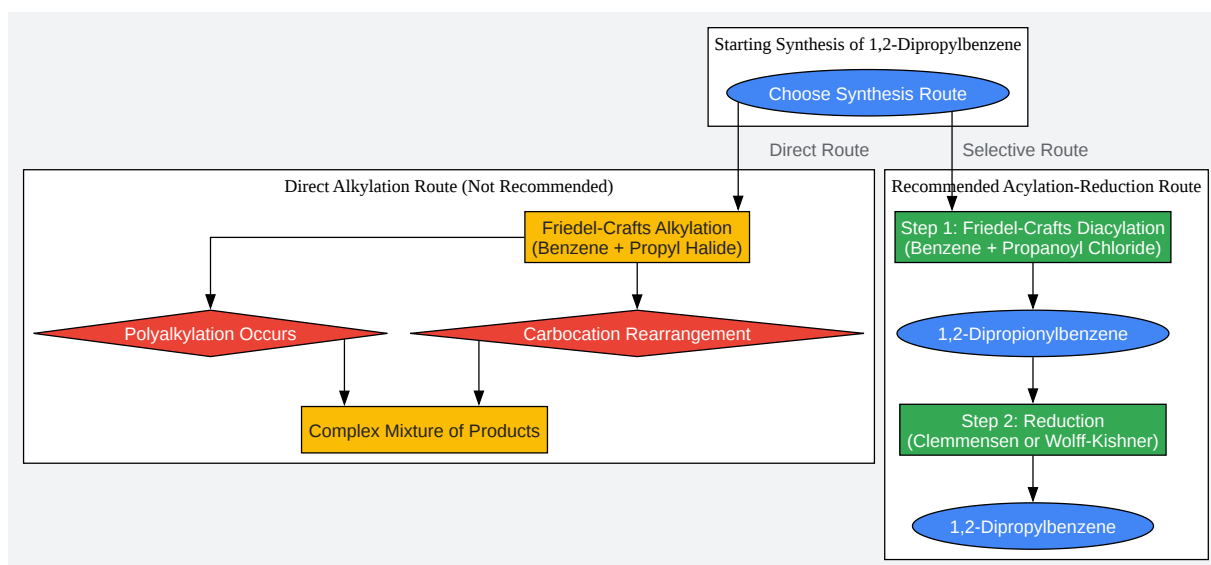 Starting Synthesis of 1,2-Dipropylbenzene
Choose Synthesis Route
Direct Route
Selective Route
Direct Alkylation Route (Not Recommended)
Friedel-Crafts Alkylation
(Benzene + Propyl Halide)
Polyalkylation Occurs
Carbocation Rearrangement
Complex Mixture of Products
Recommended Acylation-Reduction Route
Step 1: Friedel-Crafts Diacylation
(Benzene + Propanoyl Chloride)
1,2-Dipropionylbenzene
Step 2: Reduction
(Clemmensen or Wolff-Kishner)
1,2-Dipropylbenzene